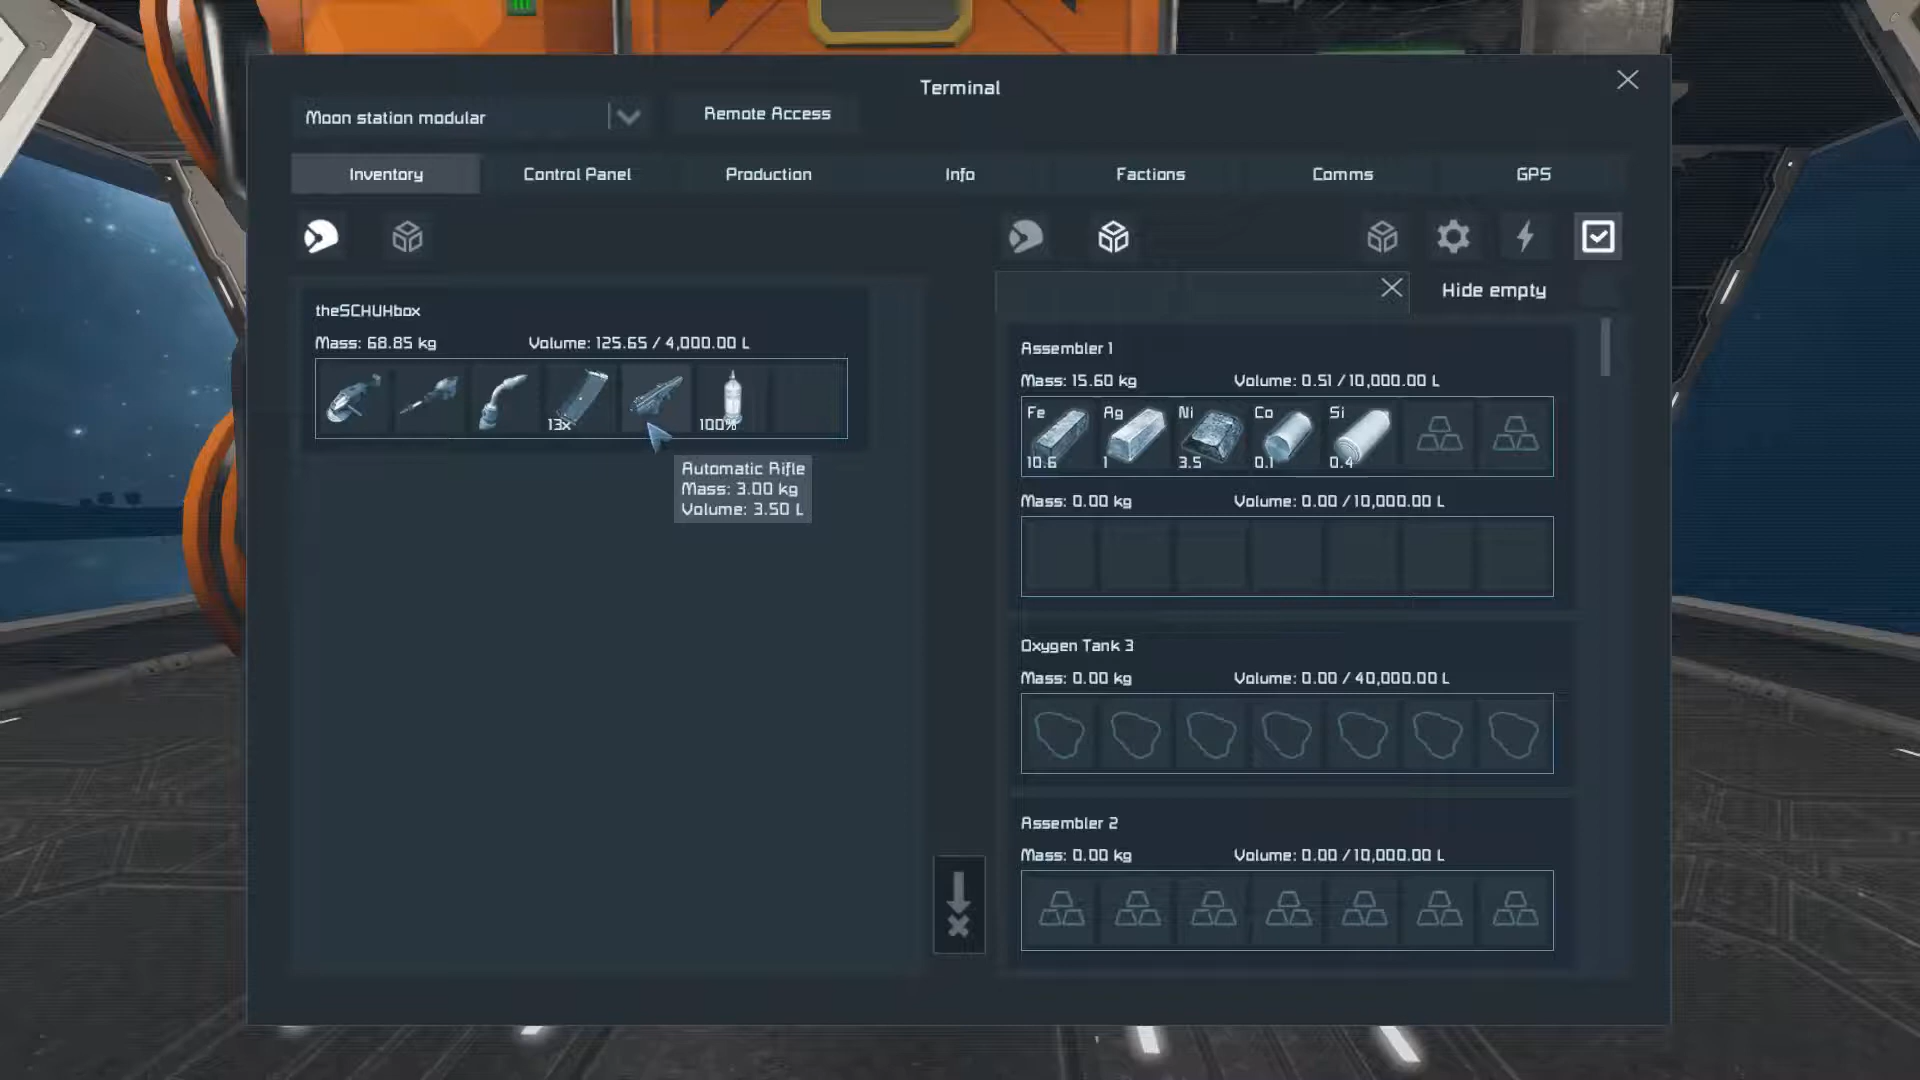 Terminal
Moon station modular
Remote Access
Inventory
Control Panel
Production
Info
Factions
Comms
GPS
Hide empty
theSCHUHbox
Mass: 68.85 kg
Volume: 125.65 / 4,000.00 L
13x
100%
Automatic Rifle
Mass: 3.00 kg
Volume: 3.50 L
Assembler 1
Mass: 15.60 kg
Volume: 0.51 / 10,000.00 L
Fe
Ag
Ni
Co
Si
10.6
1
3.5
0.1
0.4
Mass: 0.00 kg
Volume: 0.00 / 10,000.00 L
Oxygen Tank 3
Mass: 0.00 kg
Volume: 0.00 / 40,000.00 L
Assembler 2
Mass: 0.00 kg
Volume: 0.00 / 10,000.00 L